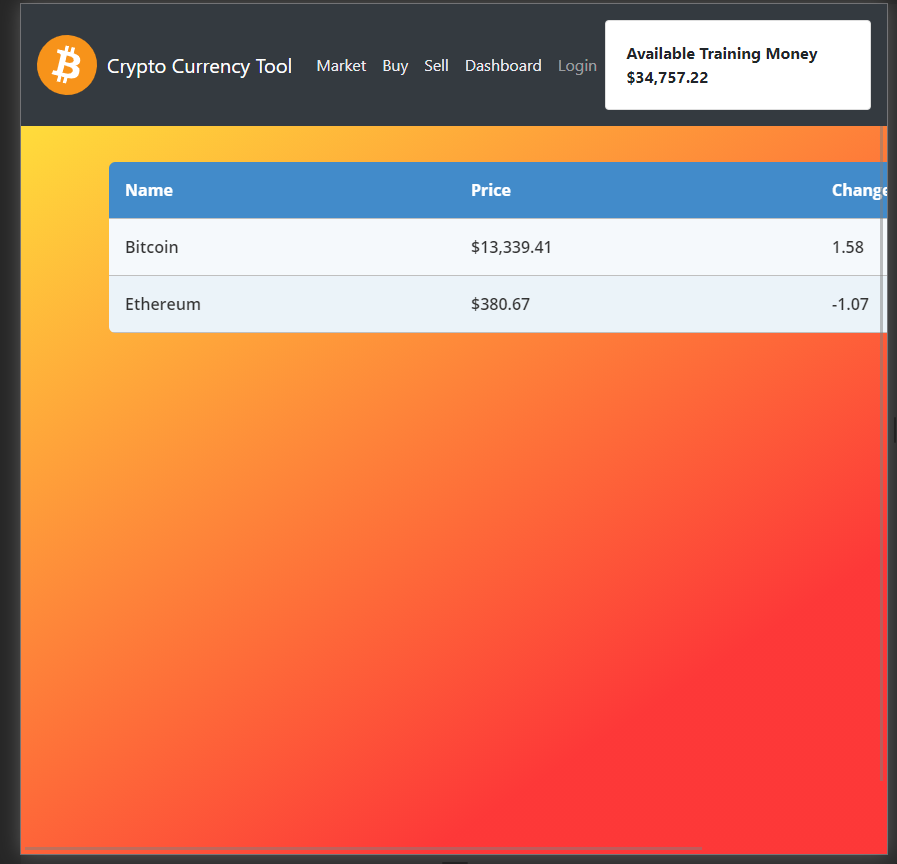 Crypto Currency Tool Market Buy Sell Dashboard Login
Available Training Money
$34,757.22
Name Price Change
Bitcoin $13,339.41 1.58
Ethereum $380.67 -1.07